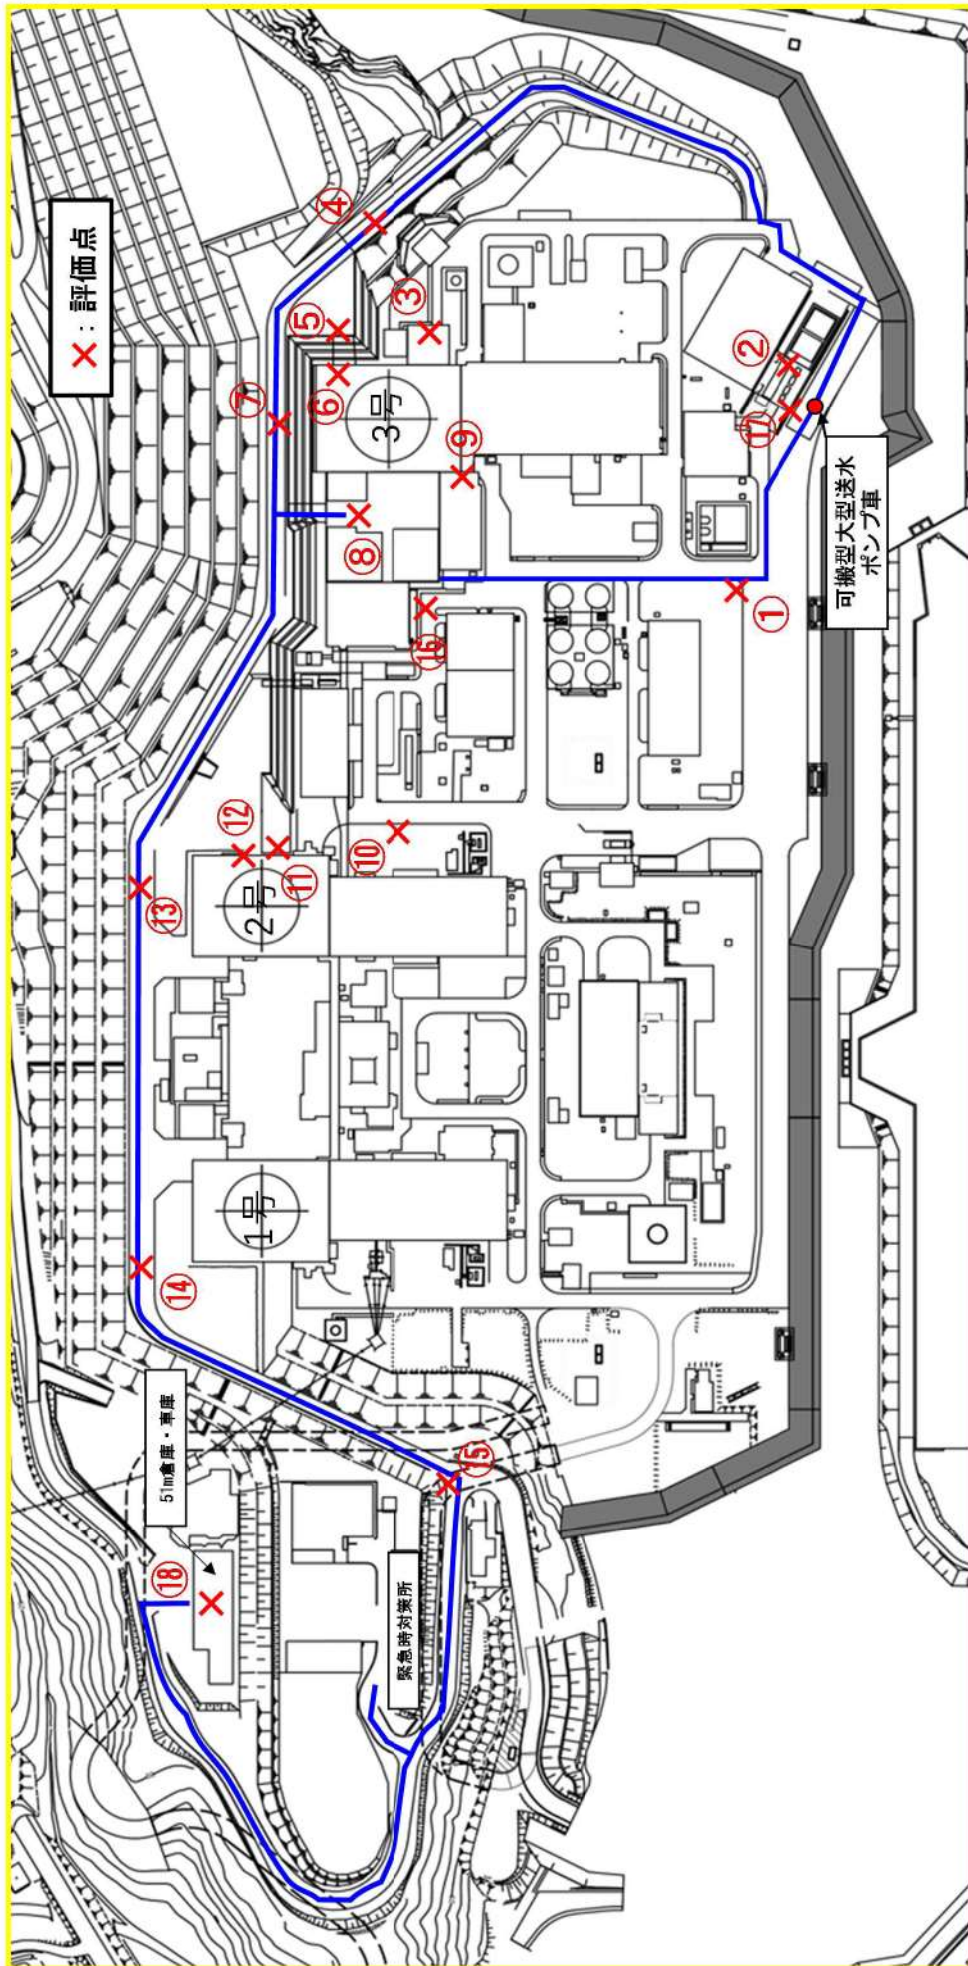 ×：評価点
④
⑤
③
⑦
⑥
3号
②
⑨
⑰
⑧
可搬型大型送水
ポンプ車
①
⑯
⑫
⑩
⑪
2号
⑬
1号
⑭
51m倉庫・車庫
⑮
⑱
緊急時対策所